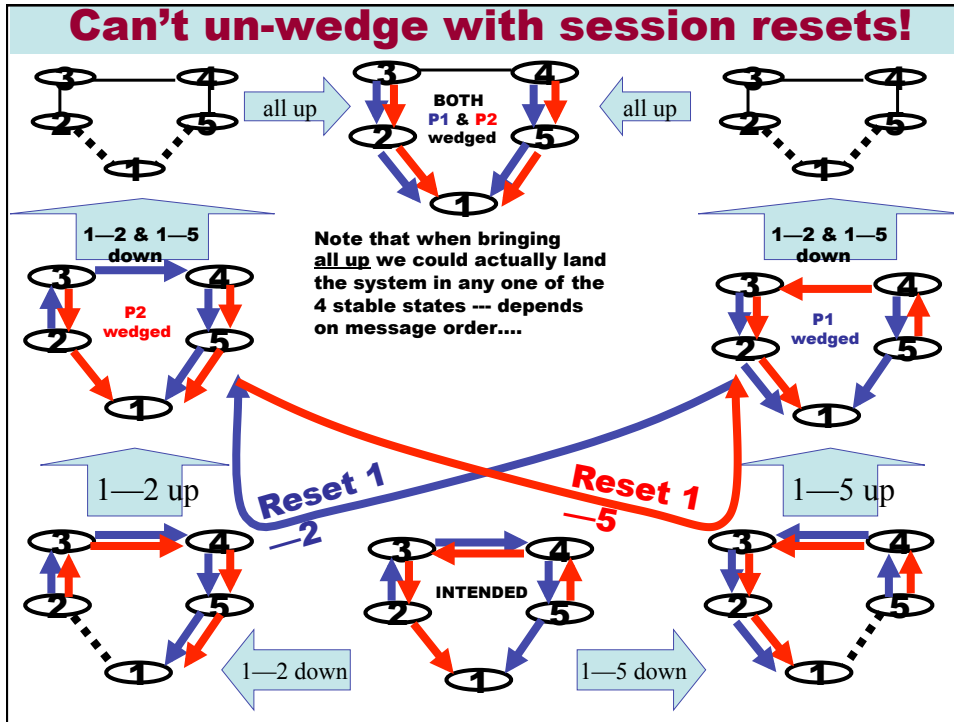 Can't un-wedge with session resets!
3
4
2
5
1
all up
3
4
BOTH
P1 & P2
wedged
2
5
1
all up
3
4
2
5
1
1—2 & 1—5
down
Note that when bringing
all up we could actually land
the system in any one of the
4 stable states --- depends
on message order....
1—2 & 1—5
down
3
4
P2
wedged
2
5
1
3
4
P1
wedged
2
5
1
1—2 up
Reset 1
—2
Reset 1
—5
1—5 up
3
4
2
5
1
1—2 down
3
4
INTENDED
2
5
1
1—5 down
3
4
2
5
1